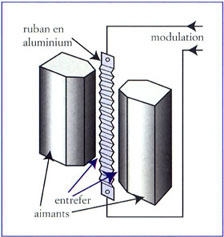 ruban en
aluminium
modulation
entrefer
aimants